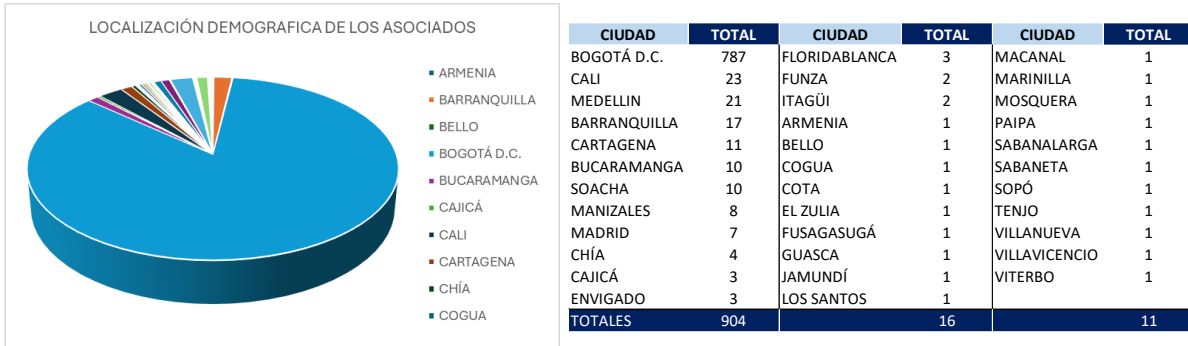 LOCALIZACIÓN DEMOGRAFICA DE LOS ASOCIADOS
ARMENIA
BARRANQUILLA
BELLO
BOGOTÁ D.C.
BUCARAMANGA
CAJICÁ
CALI
CARTAGENA
CHÍA
COGUA
CIUDAD TOTAL CIUDAD TOTAL CIUDAD TOTAL
BOGOTÁ D.C. 787 FLORIDABLANCA 3 MACANAL 1
CALI 23 FUNZA 2 MARINILLA 1
MEDELLIN 21 ITAGÜI 2 MOSQUERA 1
BARRANQUILLA 17 ARMENIA 1 PAIPA 1
CARTAGENA 11 BELLO 1 SABANALARGA 1
BUCARAMANGA 10 COGUA 1 SABANETA 1
SOACHA 10 COTA 1 SOPÓ 1
MANIZALES 8 EL ZULIA 1 TENJO 1
MADRID 7 FUSAGASUGÁ 1 VILLANUEVA 1
CHÍA 4 GUASCA 1 VILLAVICENCIO 1
CAJICÁ 3 JAMUNDÍ 1 VITERBO 1
ENVIGADO 3 LOS SANTOS 1
TOTALES 904 16 11